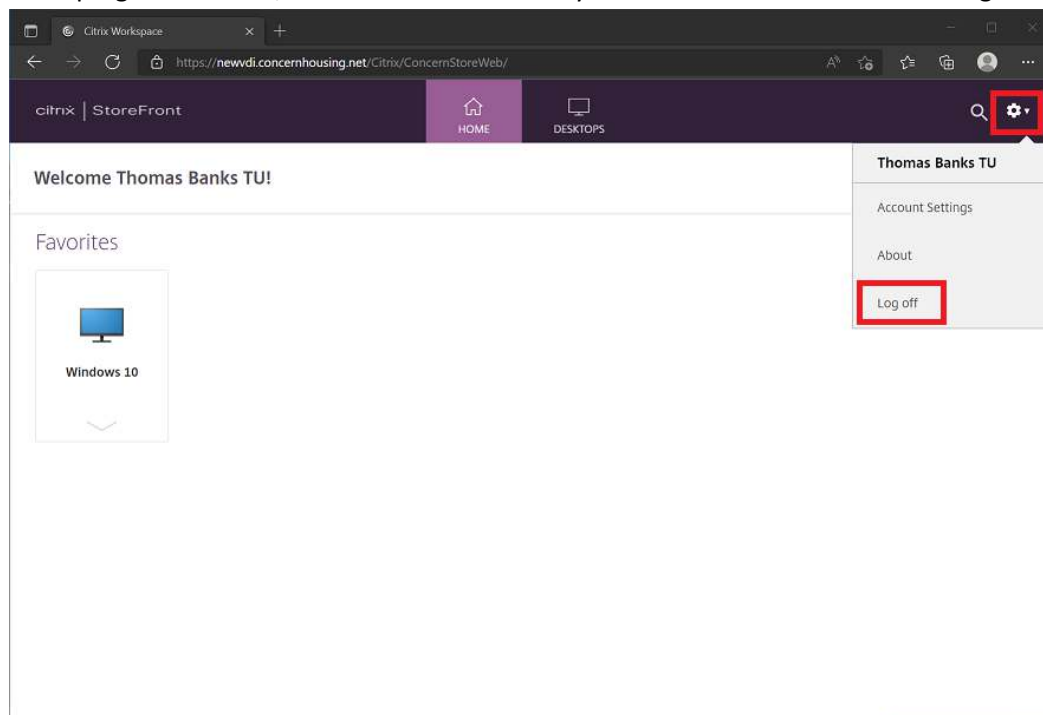 Citrix Workspace
https://newvdi.concernhousing.net/Citrix/ConcernStoreWeb/
citrix | StoreFront
HOME
DESKTOPS
Thomas Banks TU
Welcome Thomas Banks TU!
Account Settings
Favorites
About
Log off
Windows 10